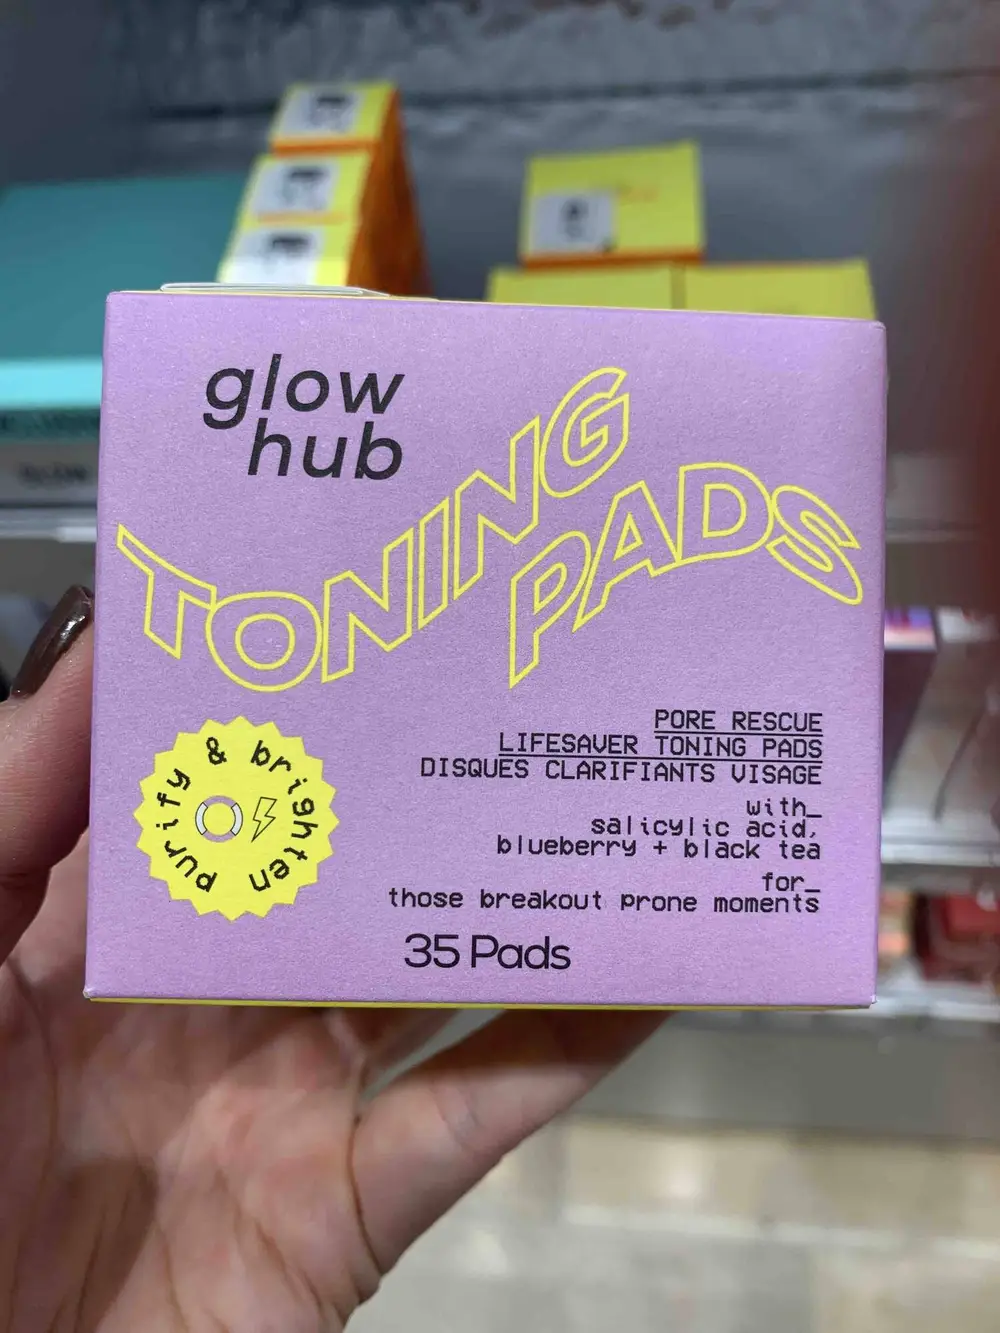 glow
hub
TONING
PADS
purify & brighten
PORE RESCUE
LIFESAVER TONING PADS
DISQUES CLARIFIANTS VISAGE
with_
salicylic acid,
blueberry + black tea
for_
those breakout prone moments
35 Pads